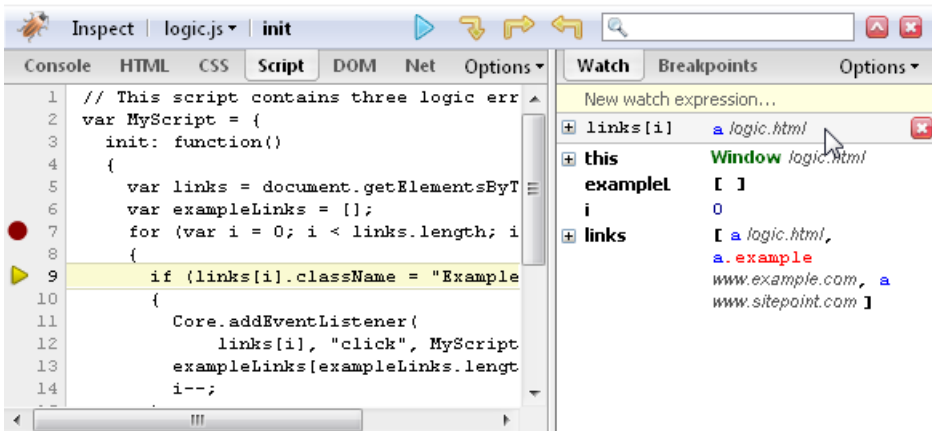 Inspect logic.js init
Console HTML CSS Script DOM Net Options
Watch Breakpoints Options
1 // This script contains three logic err
2 var MyScript = {
3 init: function()
4 {
5 var links = document.getElementsByT
6 var exampleLinks = [];
7 for (var i = 0; i < links.length; i
8 {
9 if (links[i].className = "Example
10 {
11 Core.addEventListener(
12 links[i], "click", MyScript
13 exampleLinks[exampleLinks.lengt
14 i--;
New watch expression...
links[i] a logic.html
this Window logic.html
exampleL [ ]
i 0
links [ a logic.html,
a.example
www.example.com, a
www.sitepoint.com ]